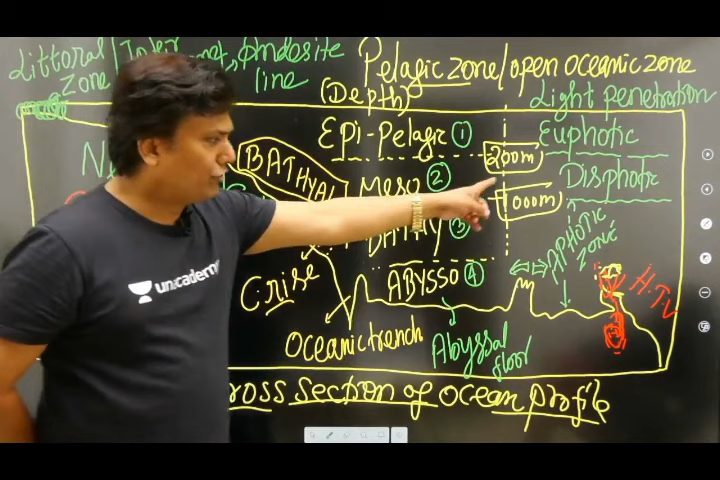 Littoral /
zone
Andesite
line
Pelagic zone/open oceanic zone
(Depth)
Light penetration
Epi-Pelagic 1
200m
Euphotic
BATHYAL
Meso 2
1000m
Disphotic
BATHY 3
APHOTIC
ZONE
Crise
ABYSSO 4
H.T.V
unacademy
Oceanic trench
Abyssal
floor
ross section of ocean profile